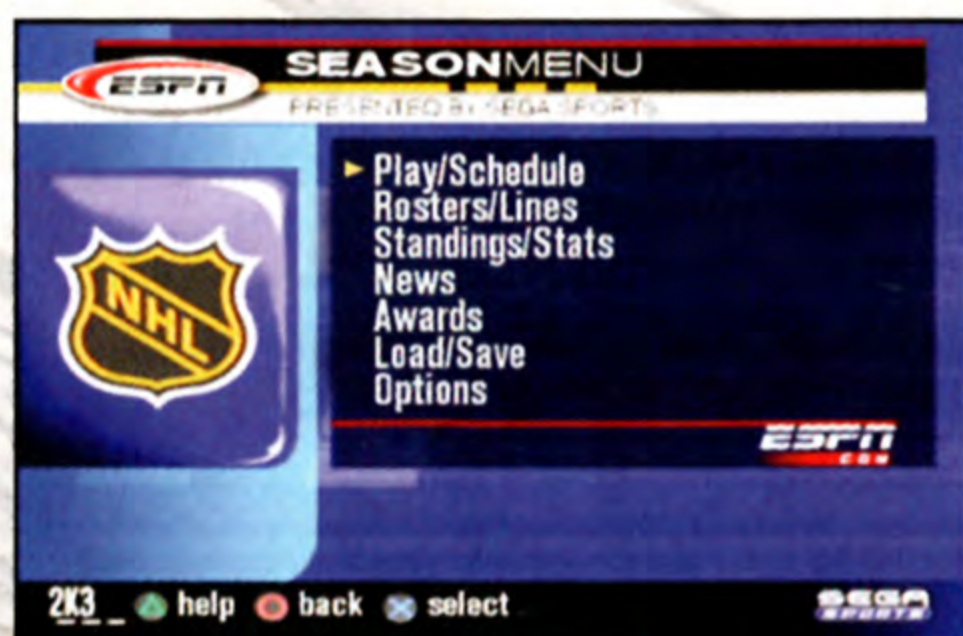 ESPN
SEASONMENU
PRESENTED BY SEGA SPORTS
NHL
Play/Schedule
Rosters/Lines
Standings/Stats
News
Awards
Load/Save
Options
ESPN
COM
2K3 help back select
SEGA
SPORTS